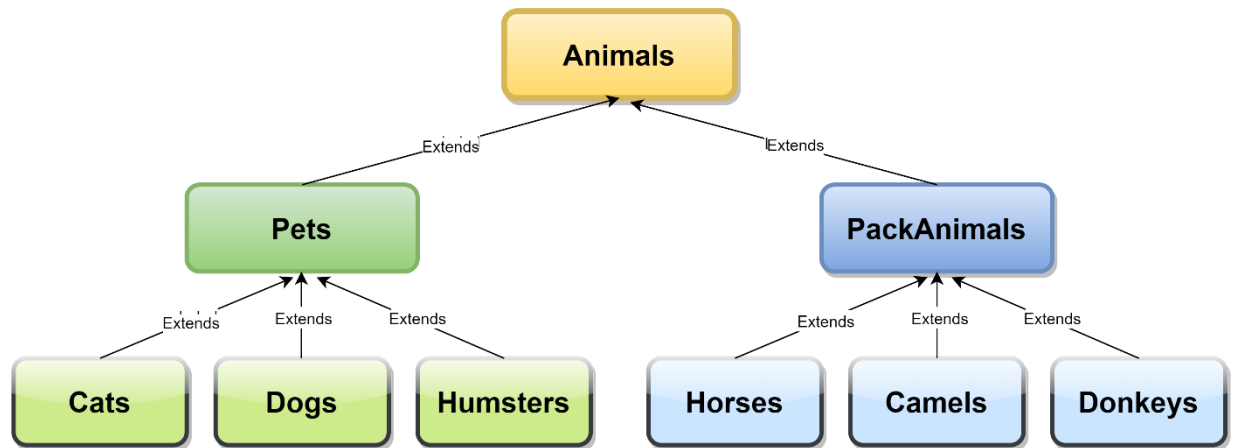 Animals
Extends
Extends
Pets
PackAnimals
Extends
Extends
Extends
Extends
Extends
Extends
Cats
Dogs
Humsters
Horses
Camels
Donkeys